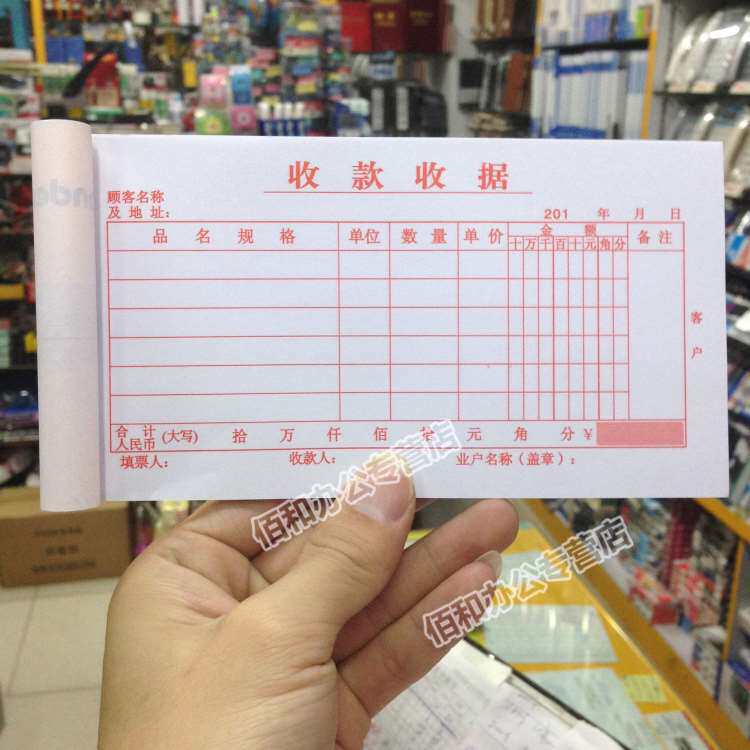 收款收据
顾客名称
及地址：
201 年 月 日
品名规格 单位 数量 单价 金额 备注
十万千百十元角分
客户
合计
人民币 (大写) 拾 万 仟 佰 拾 元 角 分 ¥
填票人： 收款人： 业户名称（盖章）：
佰和办公专营店
佰和办公专营店